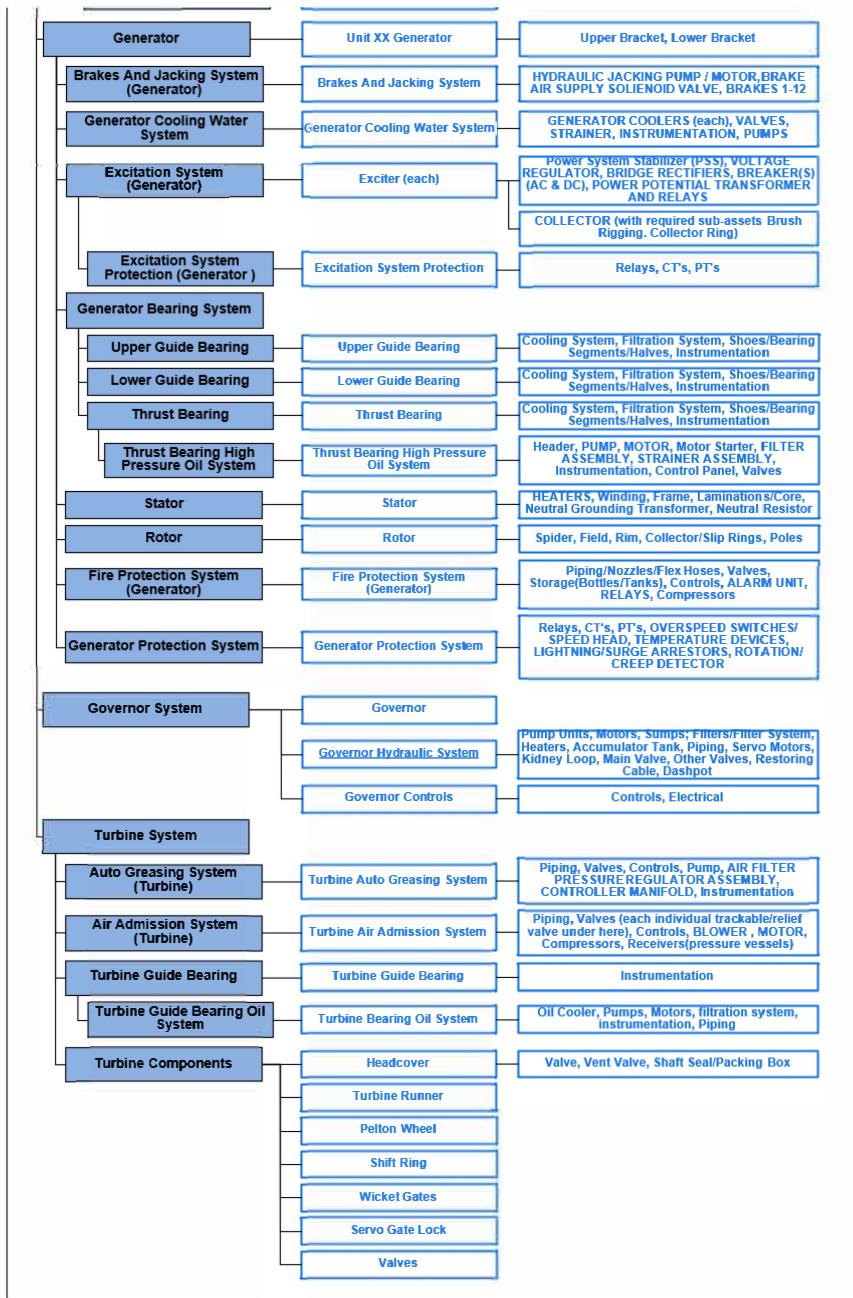 Generator
Unit XX Generator
Upper Bracket, Lower Bracket
Brakes And Jacking System
(Generator)
Brakes And Jacking System
HYDRAULIC JACKING PUMP / MOTOR,BRAKE
AIR SUPPLY SOLIENOID VALVE, BRAKES 1-12
Generator Cooling Water
System
Generator Cooling Water System
GENERATOR COOLERS (each), VALVES,
STRAINER, INSTRUMENTATION, PUMPS
Excitation System
(Generator)
Exciter (each)
Power System Stabilizer (PSS), VOLTAGE
REGULATOR, BRIDGE RECTIFIERS, BREAKER(S)
(AC & DC), POWER POTENTIAL TRANSFORMER
AND RELAYS
COLLECTOR (with required sub-assets Brush
Rigging. Collector Ring)
Excitation System
Protection (Generator )
Excitation System Protection
Relays, CT's, PT's
Generator Bearing System
Upper Guide Bearing
Upper Guide Bearing
Cooling System, Filtration System, Shoes/Bearing
Segments/Halves, Instrumentation
Lower Guide Bearing
Lower Guide Bearing
Cooling System, Filtration System, Shoes/Bearing
Segments/Halves, Instrumentation
Thrust Bearing
Thrust Bearing
Cooling System, Filtration System, Shoes/Bearing
Segments/Halves, Instrumentation
Thrust Bearing High
Pressure Oil System
Thrust Bearing High Pressure
Oil System
Header, PUMP, MOTOR, Motor Starter, FILTER
ASSEMBLY, STRAINER ASSEMBLY,
Instrumentation, Control Panel, Valves
Stator
Stator
HEATERS, Winding, Frame, Laminations/Core,
Neutral Grounding Transformer, Neutral Resistor
Rotor
Rotor
Spider, Field, Rim, Collector/Slip Rings, Poles
Fire Protection System
(Generator)
Fire Protection System
(Generator)
Piping/Nozzles/Flex Hoses, Valves,
Storage(Bottles/Tanks), Controls, ALARM UNIT,
RELAYS, Compressors
Generator Protection System
Generator Protection System
Relays, CT's, PT's, OVERSPEED SWITCHES/
SPEED HEAD, TEMPERATURE DEVICES,
LIGHTNING/SURGE ARRESTORS, ROTATION/
CREEP DETECTOR
Governor System
Governor
Governor Hydraulic System
Pump Units, Motors, Sumps; Filters/Filter System,
Heaters, Accumulator Tank, Piping, Servo Motors,
Kidney Loop, Main Valve, Other Valves, Restoring
Cable, Dashpot
Governor Controls
Controls, Electrical
Turbine System
Auto Greasing System
(Turbine)
Turbine Auto Greasing System
Piping, Valves, Controls, Pump, AIR FILTER
PRESSURE REGULATOR ASSEMBLY,
CONTROLLER MANIFOLD, Instrumentation
Air Admission System
(Turbine)
Turbine Air Admission System
Piping, Valves (each individual trackable/relief
valve under here), Controls, BLOWER , MOTOR,
Compressors, Receivers(pressure vessels)
Turbine Guide Bearing
Turbine Guide Bearing
Instrumentation
Turbine Guide Bearing Oil
System
Turbine Bearing Oil System
Oil Cooler, Pumps, Motors, filtration system,
instrumentation, Piping
Turbine Components
Headcover
Valve, Vent Valve, Shaft Seal/Packing Box
Turbine Runner
Pelton Wheel
Shift Ring
Wicket Gates
Servo Gate Lock
Valves